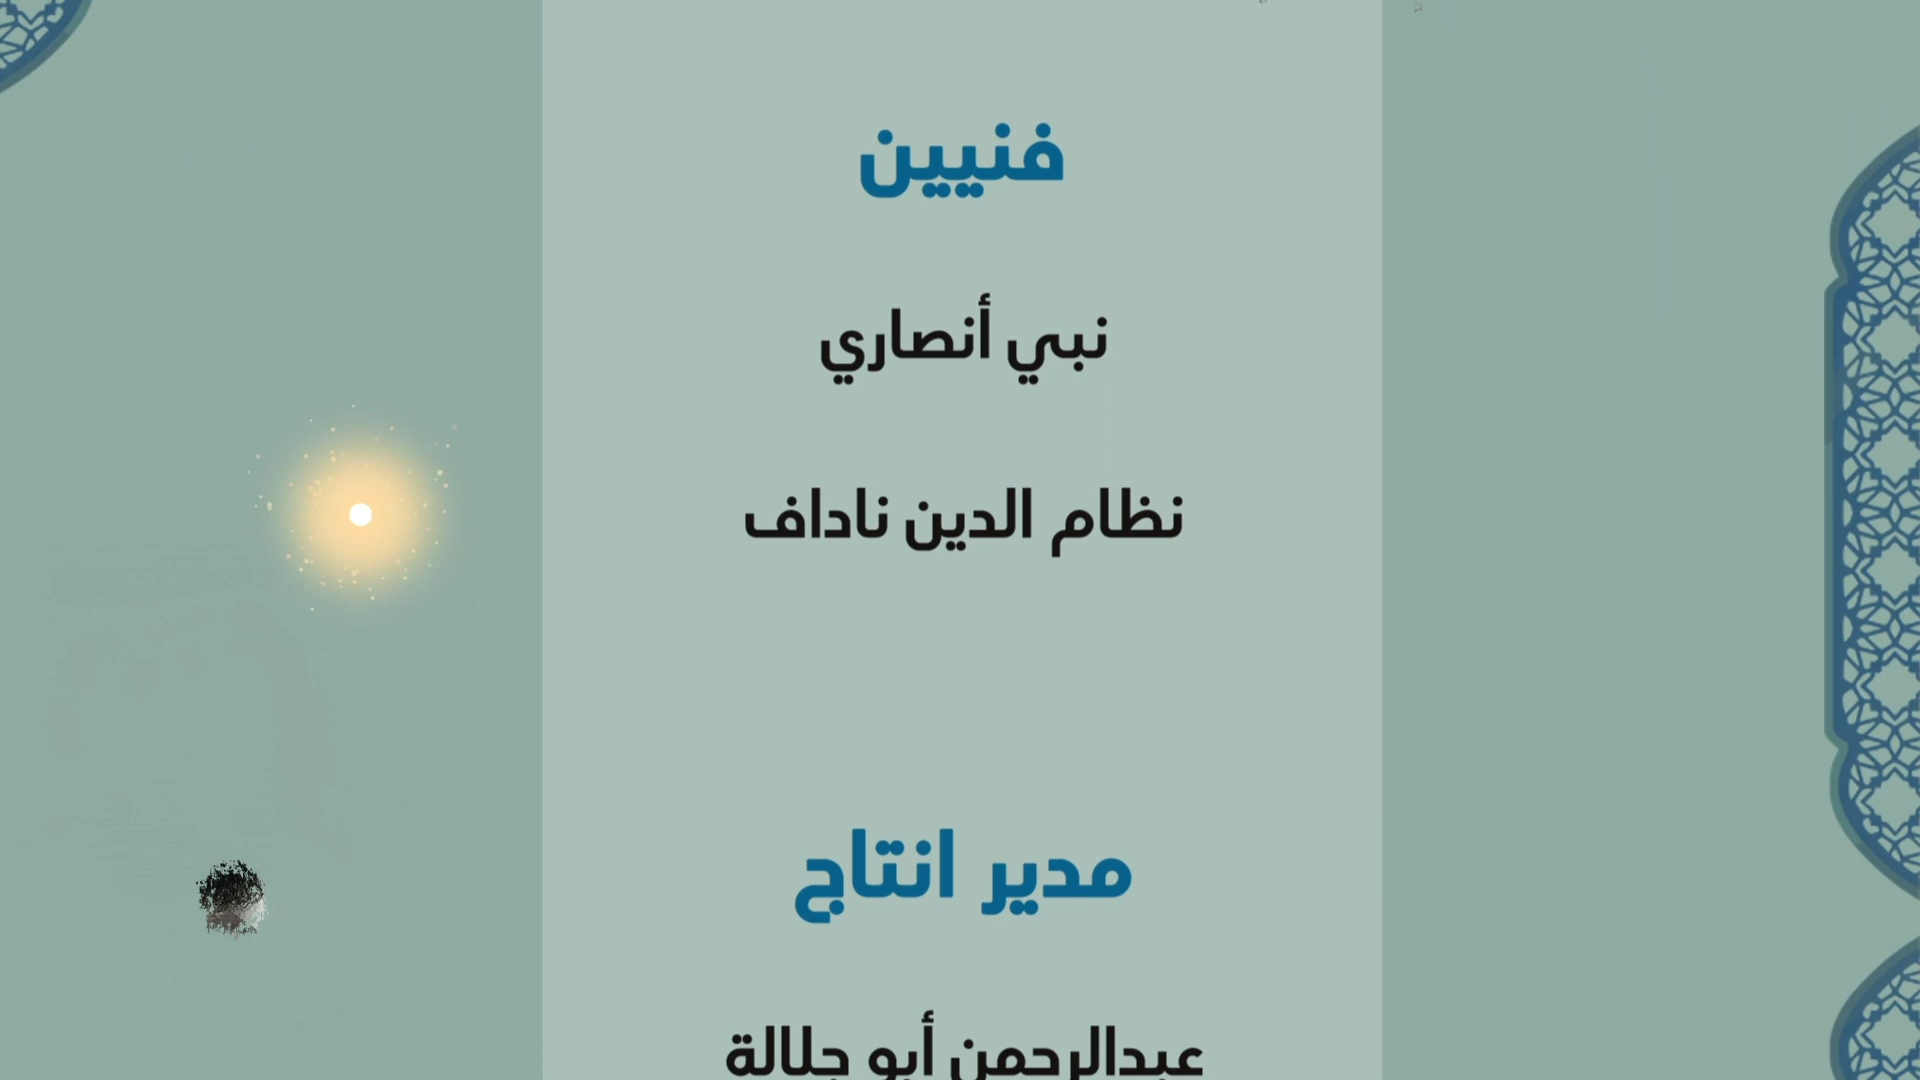 فنيين
نبي أنصاري
نظام الدين ناداف
مدير انتاج
عبدالرحمن أبو جلالة